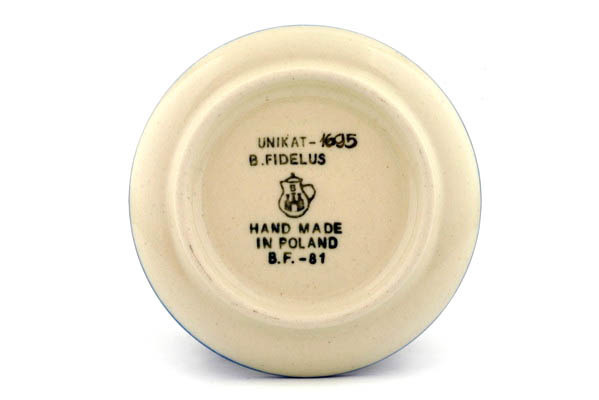 UNIKAT-1695
B.FIDELUS
HAND MADE
IN POLAND
B.F.-81